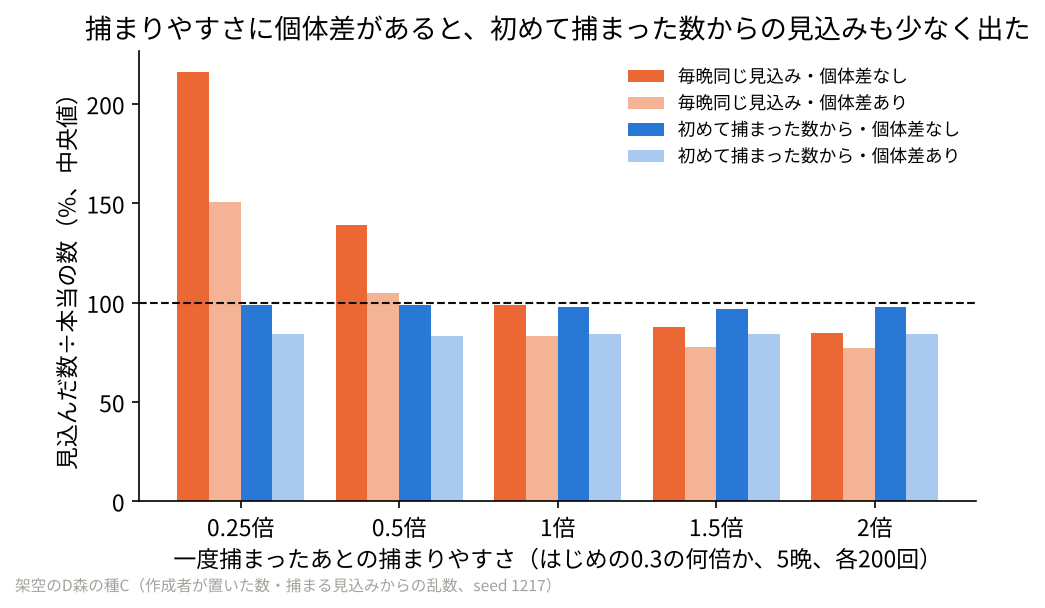 捕まりやすさに個体差があると、初めて捕まった数からの見込みも少なく出た
毎晩同じ見込み・個体差なし
毎晩同じ見込み・個体差あり
初めて捕まった数から・個体差なし
初めて捕まった数から・個体差あり
見込んだ数÷本当の数（%、中央値）
200
150
100
50
0
0.25倍
0.5倍
1倍
1.5倍
2倍
一度捕まったあとの捕まりやすさ（はじめの0.3の何倍か、5晩、各200回）
架空のD森の種C（作成者が置いた数・捕まる見込みからの乱数、seed 1217）